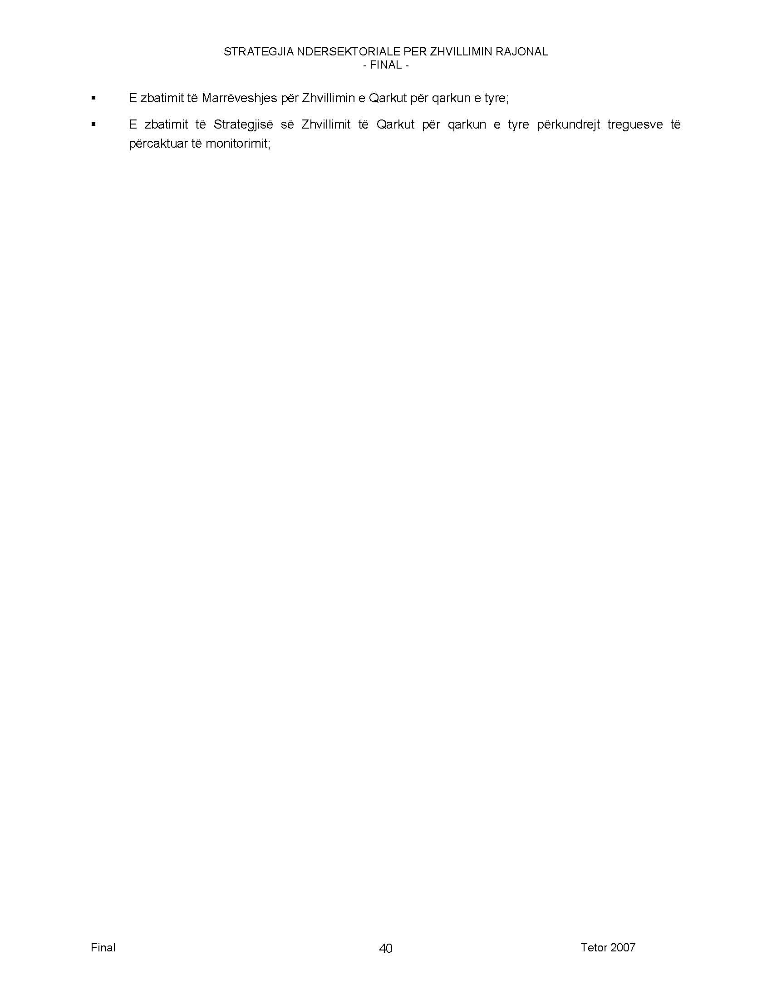 STRATEGJIA NDERSEKTORIALE PER ZHVILLIMIN RAJONAL
- FINAL -
▪ E zbatimit të Marrëveshjes për Zhvillimin e Qarkut për qarkun e tyre;
▪ E zbatimit të Strategjisë së Zhvillimit të Qarkut për qarkun e tyre përkundrejt treguesve të
përcaktuar të monitorimit;
Final 40 Tetor 2007